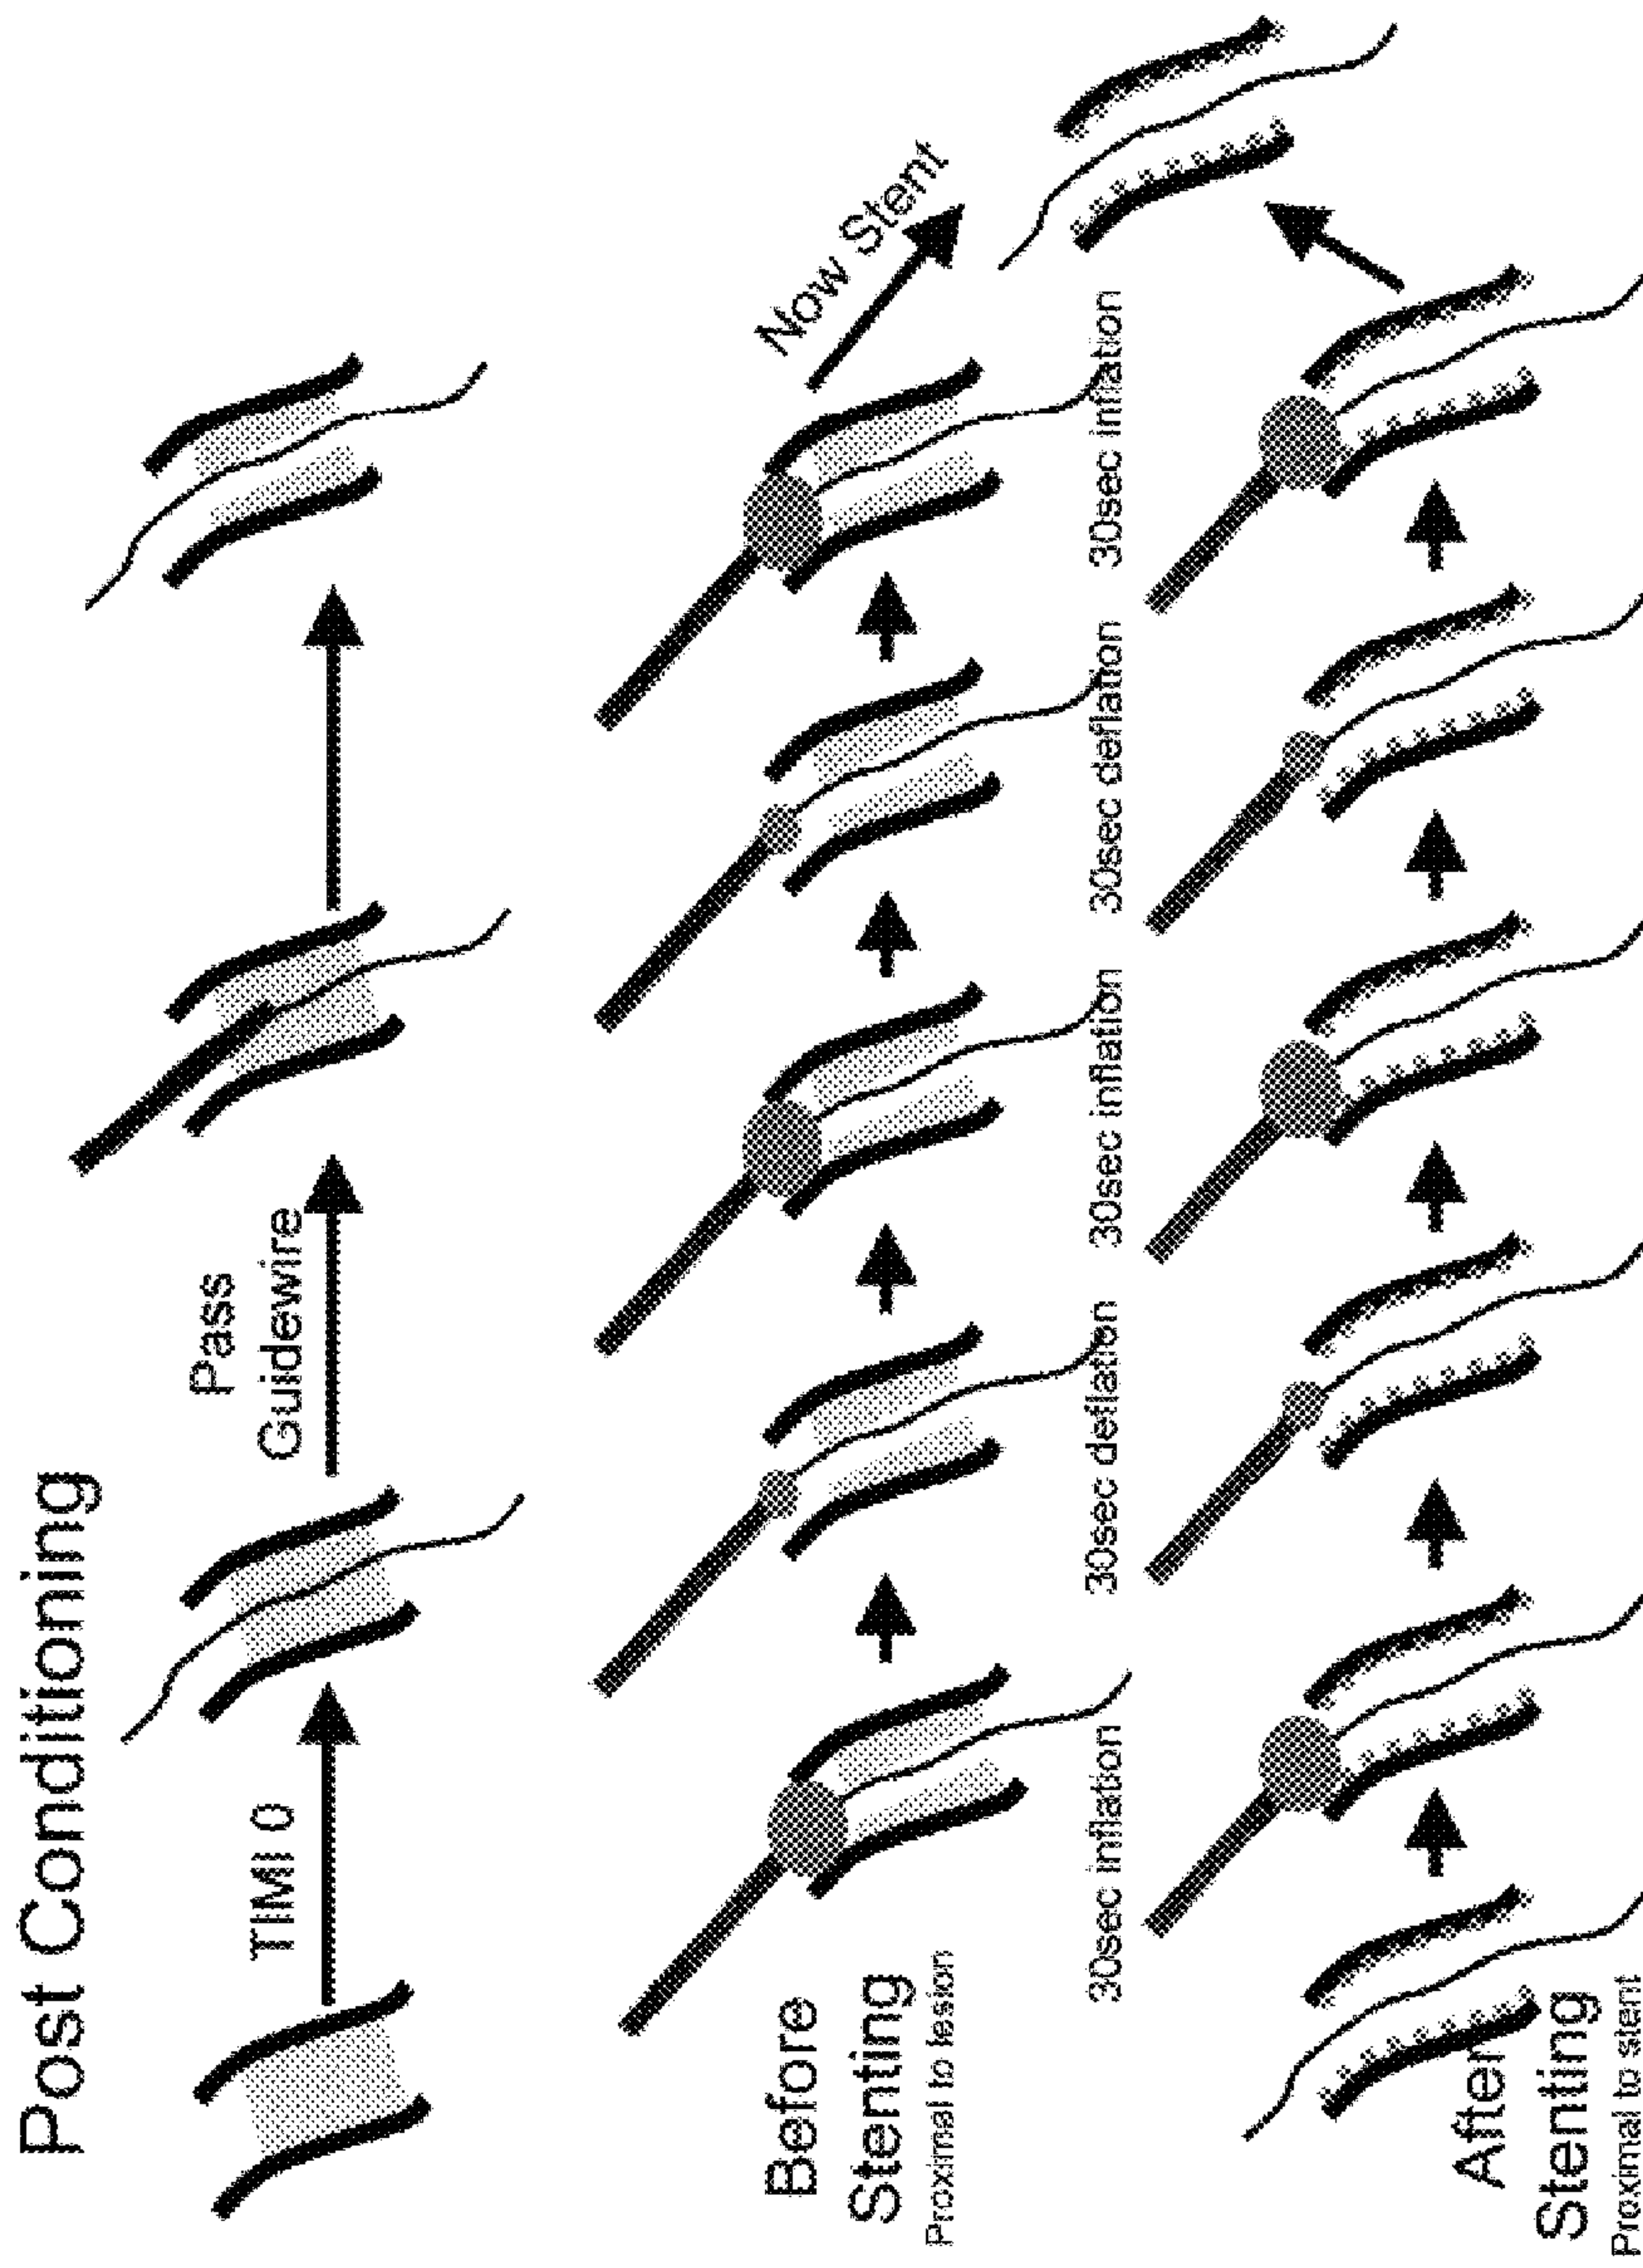 Post Conditioning
TIMI 0
Pass
Guidewire
Before
Stenting
Proximal to lesion
Now Stent
30sec inflation
30sec deflation
30sec inflation
30sec deflation
30sec inflation
After
Stenting
Proximal to stent